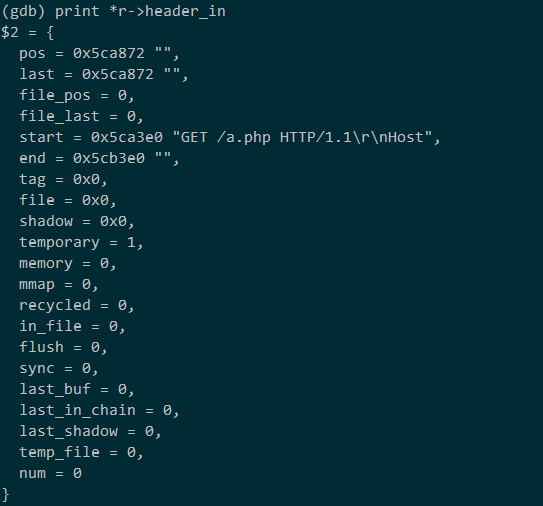 (gdb) print *r->header_in
$2 = {
  pos = 0x5ca872 "",
  last = 0x5ca872 "",
  file_pos = 0,
  file_last = 0,
  start = 0x5ca3e0 "GET /a.php HTTP/1.1\r\nHost",
  end = 0x5cb3e0 "",
  tag = 0x0,
  file = 0x0,
  shadow = 0x0,
  temporary = 1,
  memory = 0,
  mmap = 0,
  recycled = 0,
  in_file = 0,
  flush = 0,
  sync = 0,
  last_buf = 0,
  last_in_chain = 0,
  last_shadow = 0,
  temp_file = 0,
  num = 0
}